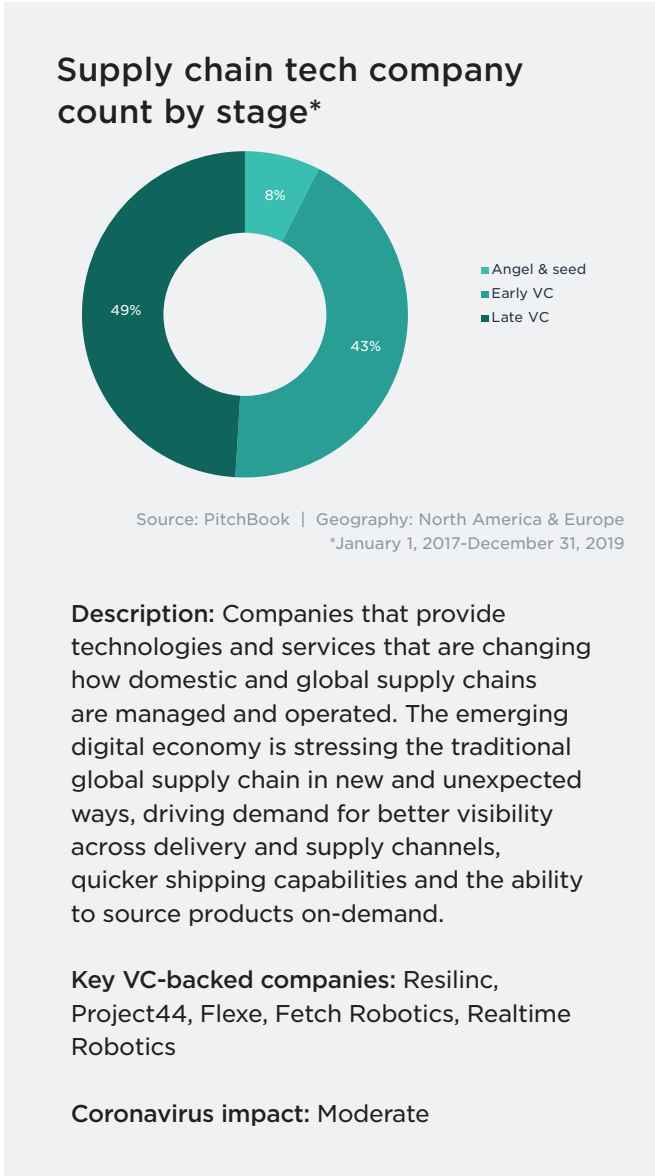 Supply chain tech company
count by stage*
8%
49%
43%
Angel & seed
Early VC
Late VC
Source: PitchBook | Geography: North America & Europe
*January 1, 2017-December 31, 2019
Description: Companies that provide
technologies and services that are changing
how domestic and global supply chains
are managed and operated. The emerging
digital economy is stressing the traditional
global supply chain in new and unexpected
ways, driving demand for better visibility
across delivery and supply channels,
quicker shipping capabilities and the ability
to source products on-demand.
Key VC-backed companies: Resilinc,
Project44, Flexe, Fetch Robotics, Realtime
Robotics
Coronavirus impact: Moderate